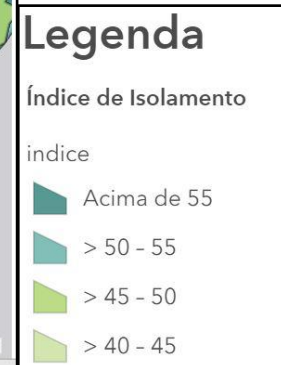 Legenda
Índice de Isolamento
indice
Acima de 55
> 50 - 55
> 45 - 50
> 40 - 45